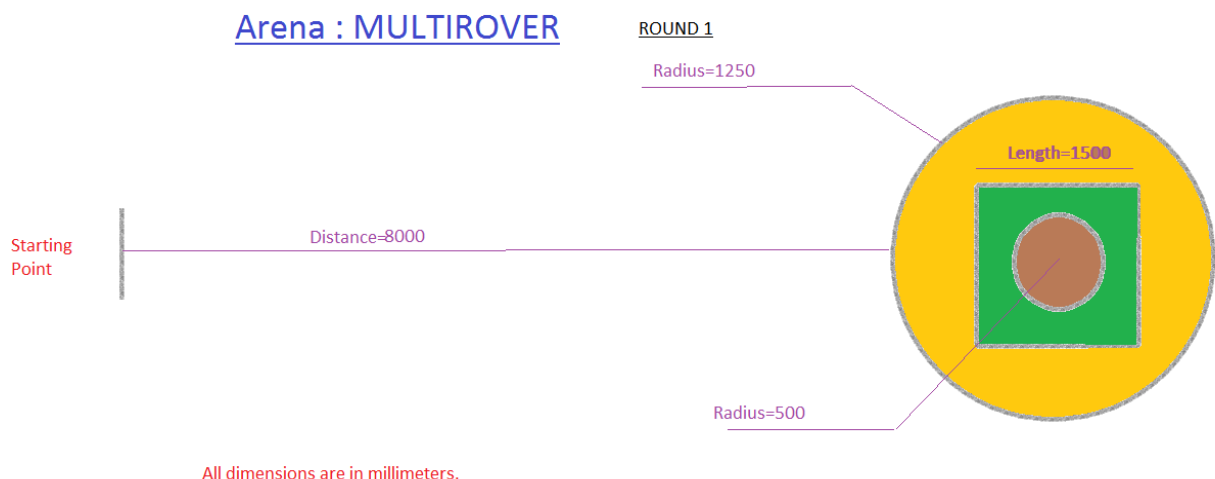 Arena : MULTIROVER
ROUND 1
Radius=1250
Length=1500
Distance=8000
Starting
Point
Radius=500
All dimensions are in millimeters.